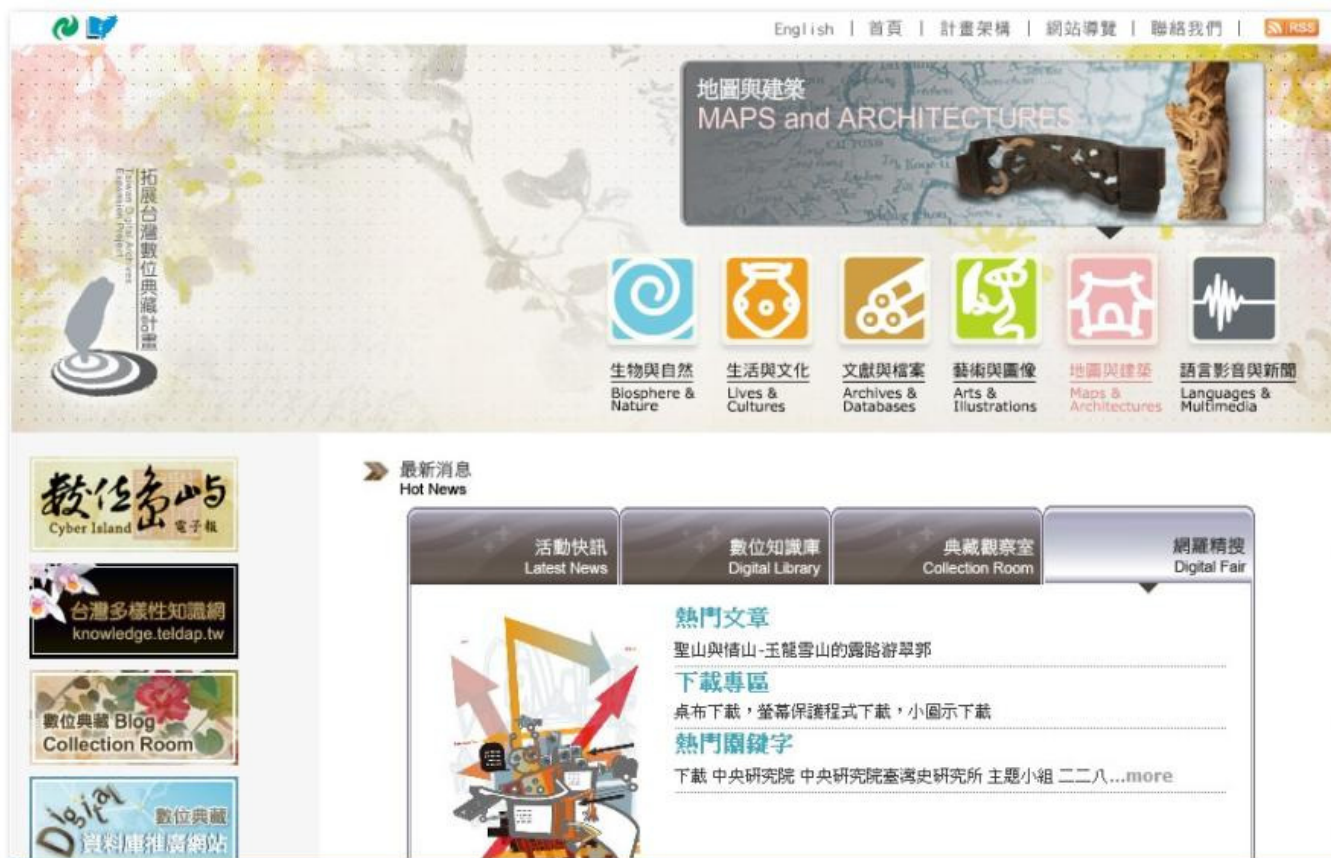 English | 首頁 | 計畫架構 | 網站導覽 | 聯絡我們 | RSS
地圖與建築
MAPS and ARCHITECTURES
拓展台灣數位典藏計畫
Taiwan Digital Archives
Expansion Project
生物與自然
Biosphere &
Nature
生活與文化
Lives &
Cultures
文獻與檔案
Archives &
Databases
藝術與圖像
Arts &
Illustrations
地圖與建築
Maps &
Architectures
語言影音與新聞
Languages &
Multimedia
數位島嶼
Cyber Island 電子報
台灣多樣性知識網
knowledge.teldap.tw
數位典藏 Blog
Collection Room
Digital 數位典藏
資料庫推廣網站
最新消息
Hot News
活動快訊
Latest News
數位知識庫
Digital Library
典藏觀察室
Collection Room
網羅精搜
Digital Fair
熱門文章
聖山與情山-玉龍雪山的露路游翠郭
下載專區
桌布下載，螢幕保護程式下載，小圖示下載
熱門關鍵字
下載 中央研究院 中央研究院臺灣史研究所 主題小組 二二八...more